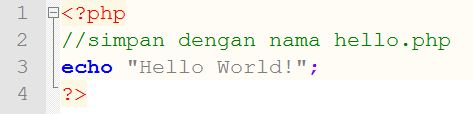 1 <?php
2 //simpan dengan nama hello.php
3 echo "Hello World!";
4 ?>